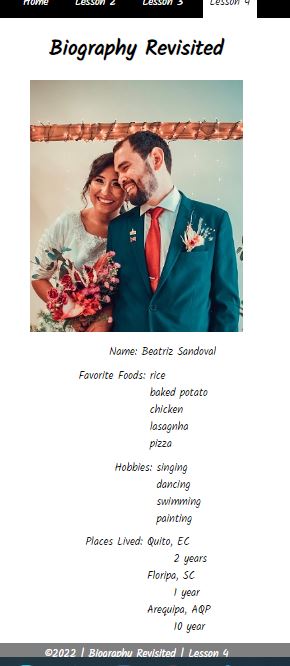 Home Lesson 2 Lesson 3 Lesson 4
Biography Revisited
Name: Beatriz Sandoval
Favorite Foods: rice
baked potato
chicken
lasagnha
pizza
Hobbies: singing
dancing
swimming
painting
Places Lived: Quito, EC
2 years
Floripa, SC
1 year
Arequipa, AQP
10 year
©2022 | Biography Revisited | Lesson 4